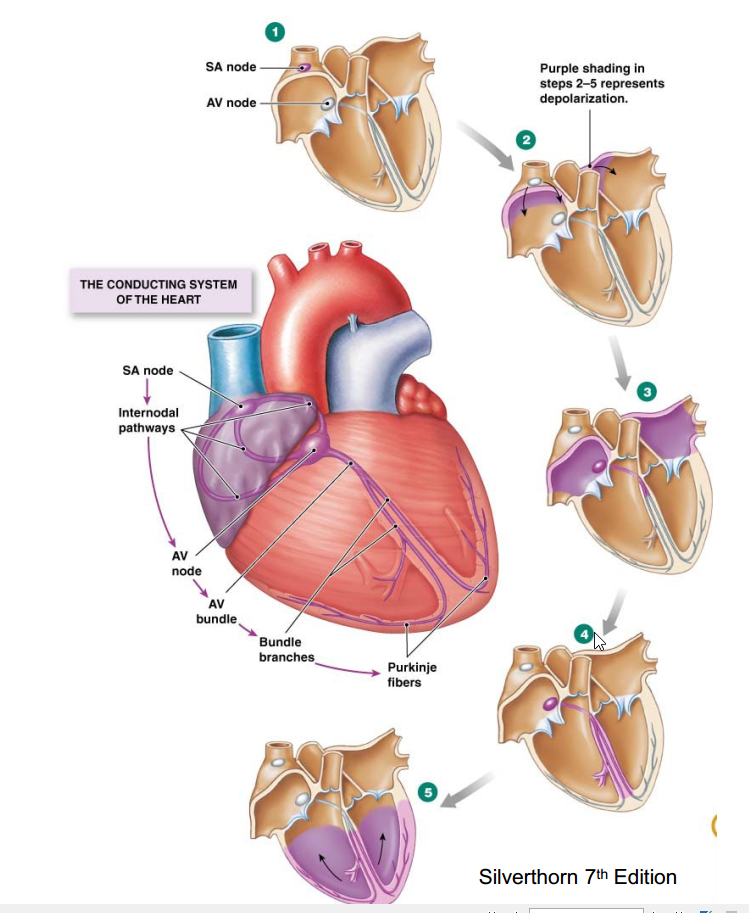 1
SA node
AV node
Purple shading in
steps 2–5 represents
depolarization.
2
THE CONDUCTING SYSTEM
OF THE HEART
SA node
Internodal
pathways
3
AV
node
AV
bundle
Bundle
branches
Purkinje
fibers
4
5
Silverthorn 7th Edition